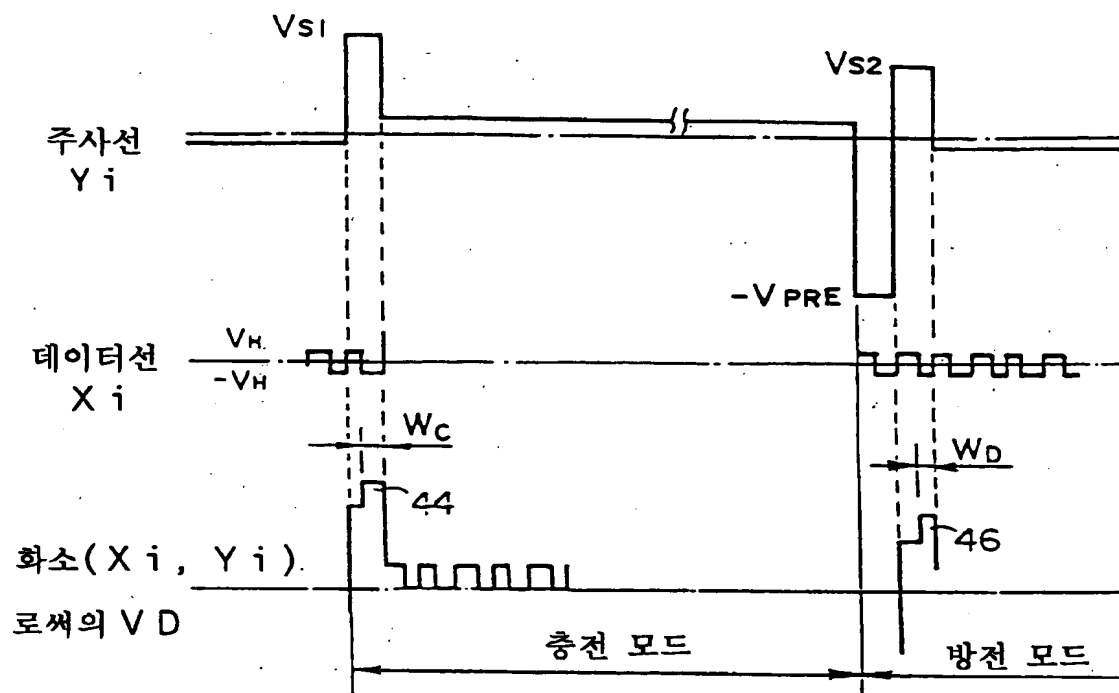 VS1
VS2
주사선
Yi
-VPRE
VH
데이터선
-VH
Xi
WC
WD
44
46
화소(Xi, Yi)
로써의 VD
충전 모드
방전 모드